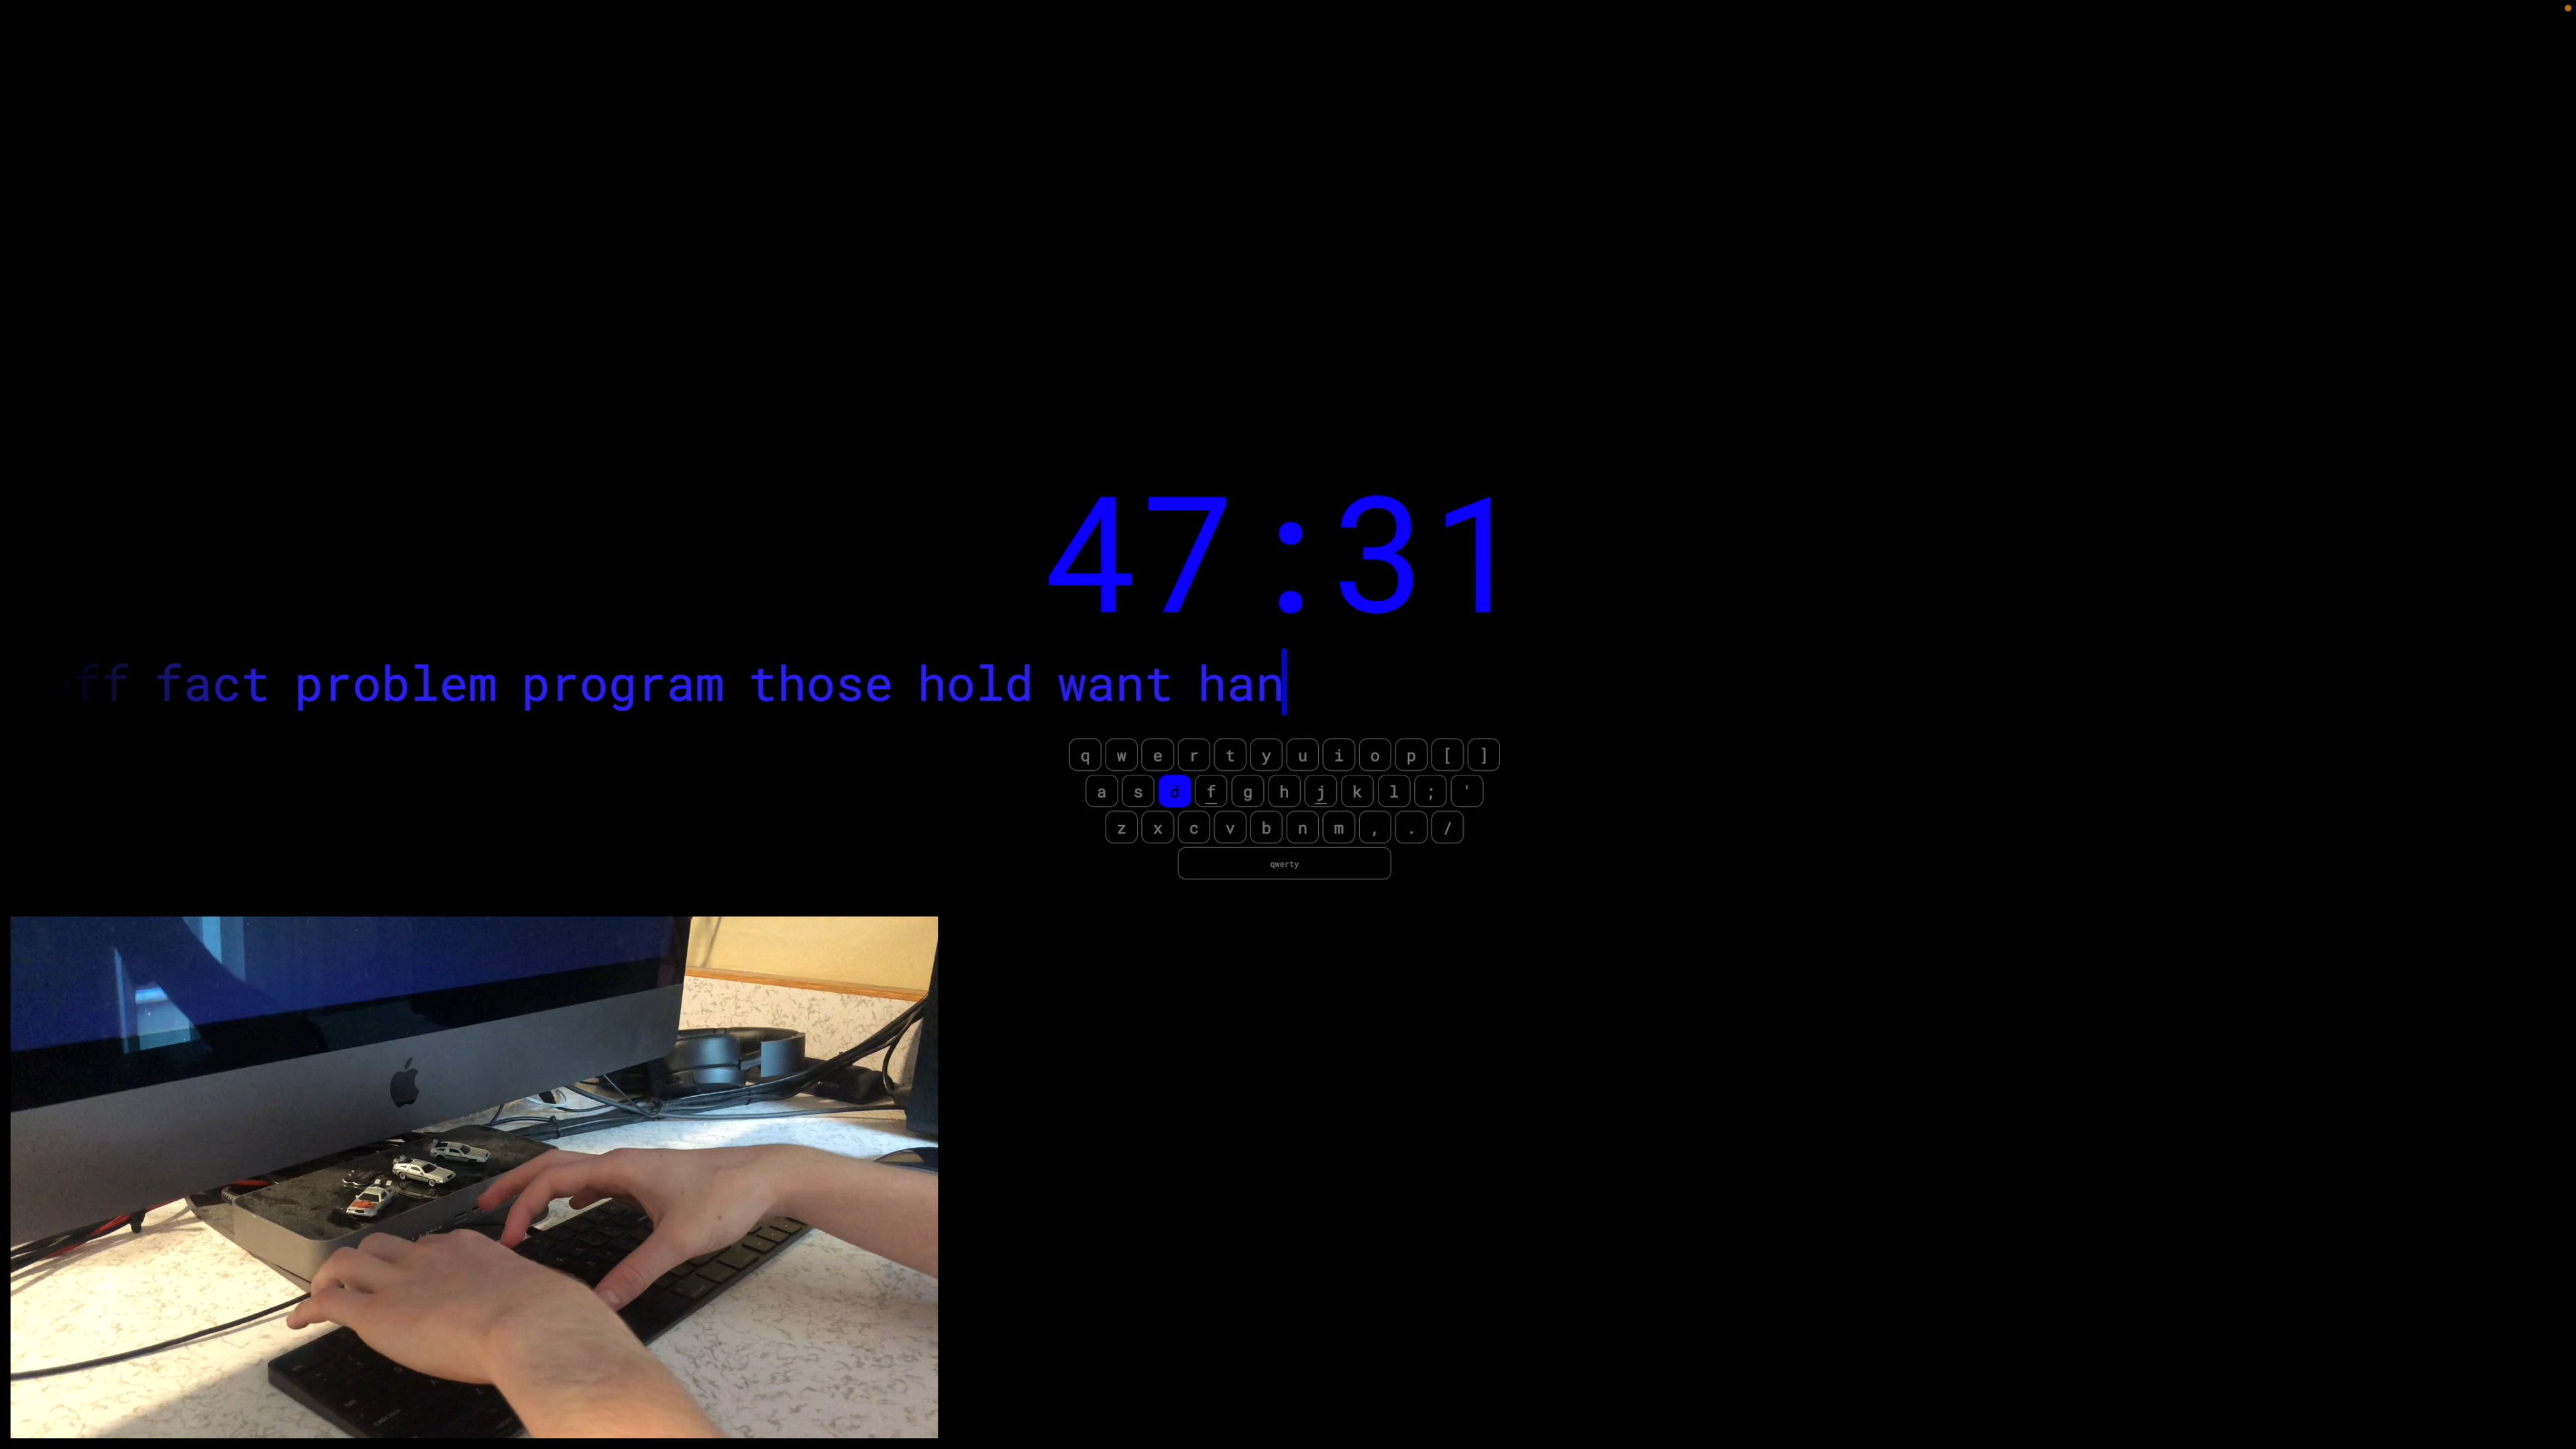 47:31
fact problem program those hold want han
q w e r t y u i o p [ ]
a s d f g h j k l ; '
z x c v b n m , . /
qwerty